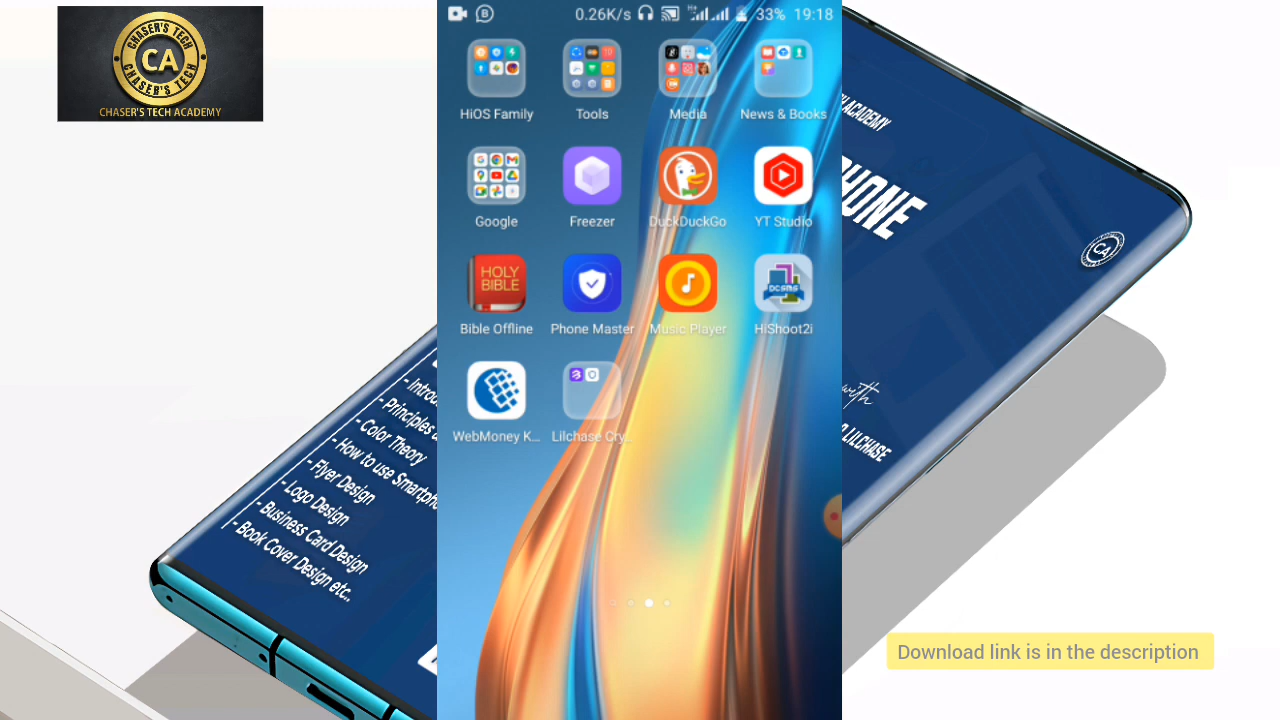 CHASER'S TECH
CA
CHASER'S TECH
CHASER'S TECH ACADEMY
0.26K/s
H+
33%
19:18
HiOS Family
Tools
Media
News & Books
Google
Freezer
DuckDuckGo
YT Studio
HOLY
BIBLE
DCSMS
Bible Offline
Phone Master
Music Player
HiShoot2i
WebMoney K...
Lilchase Cry...
ACADEMY
CA
with
LILCHASE
- Principles
- Color Theory
- How to use
- Flyer Design
- Logo Design
- Business Card Design
- Book Cover Design etc..
Download link is in the description